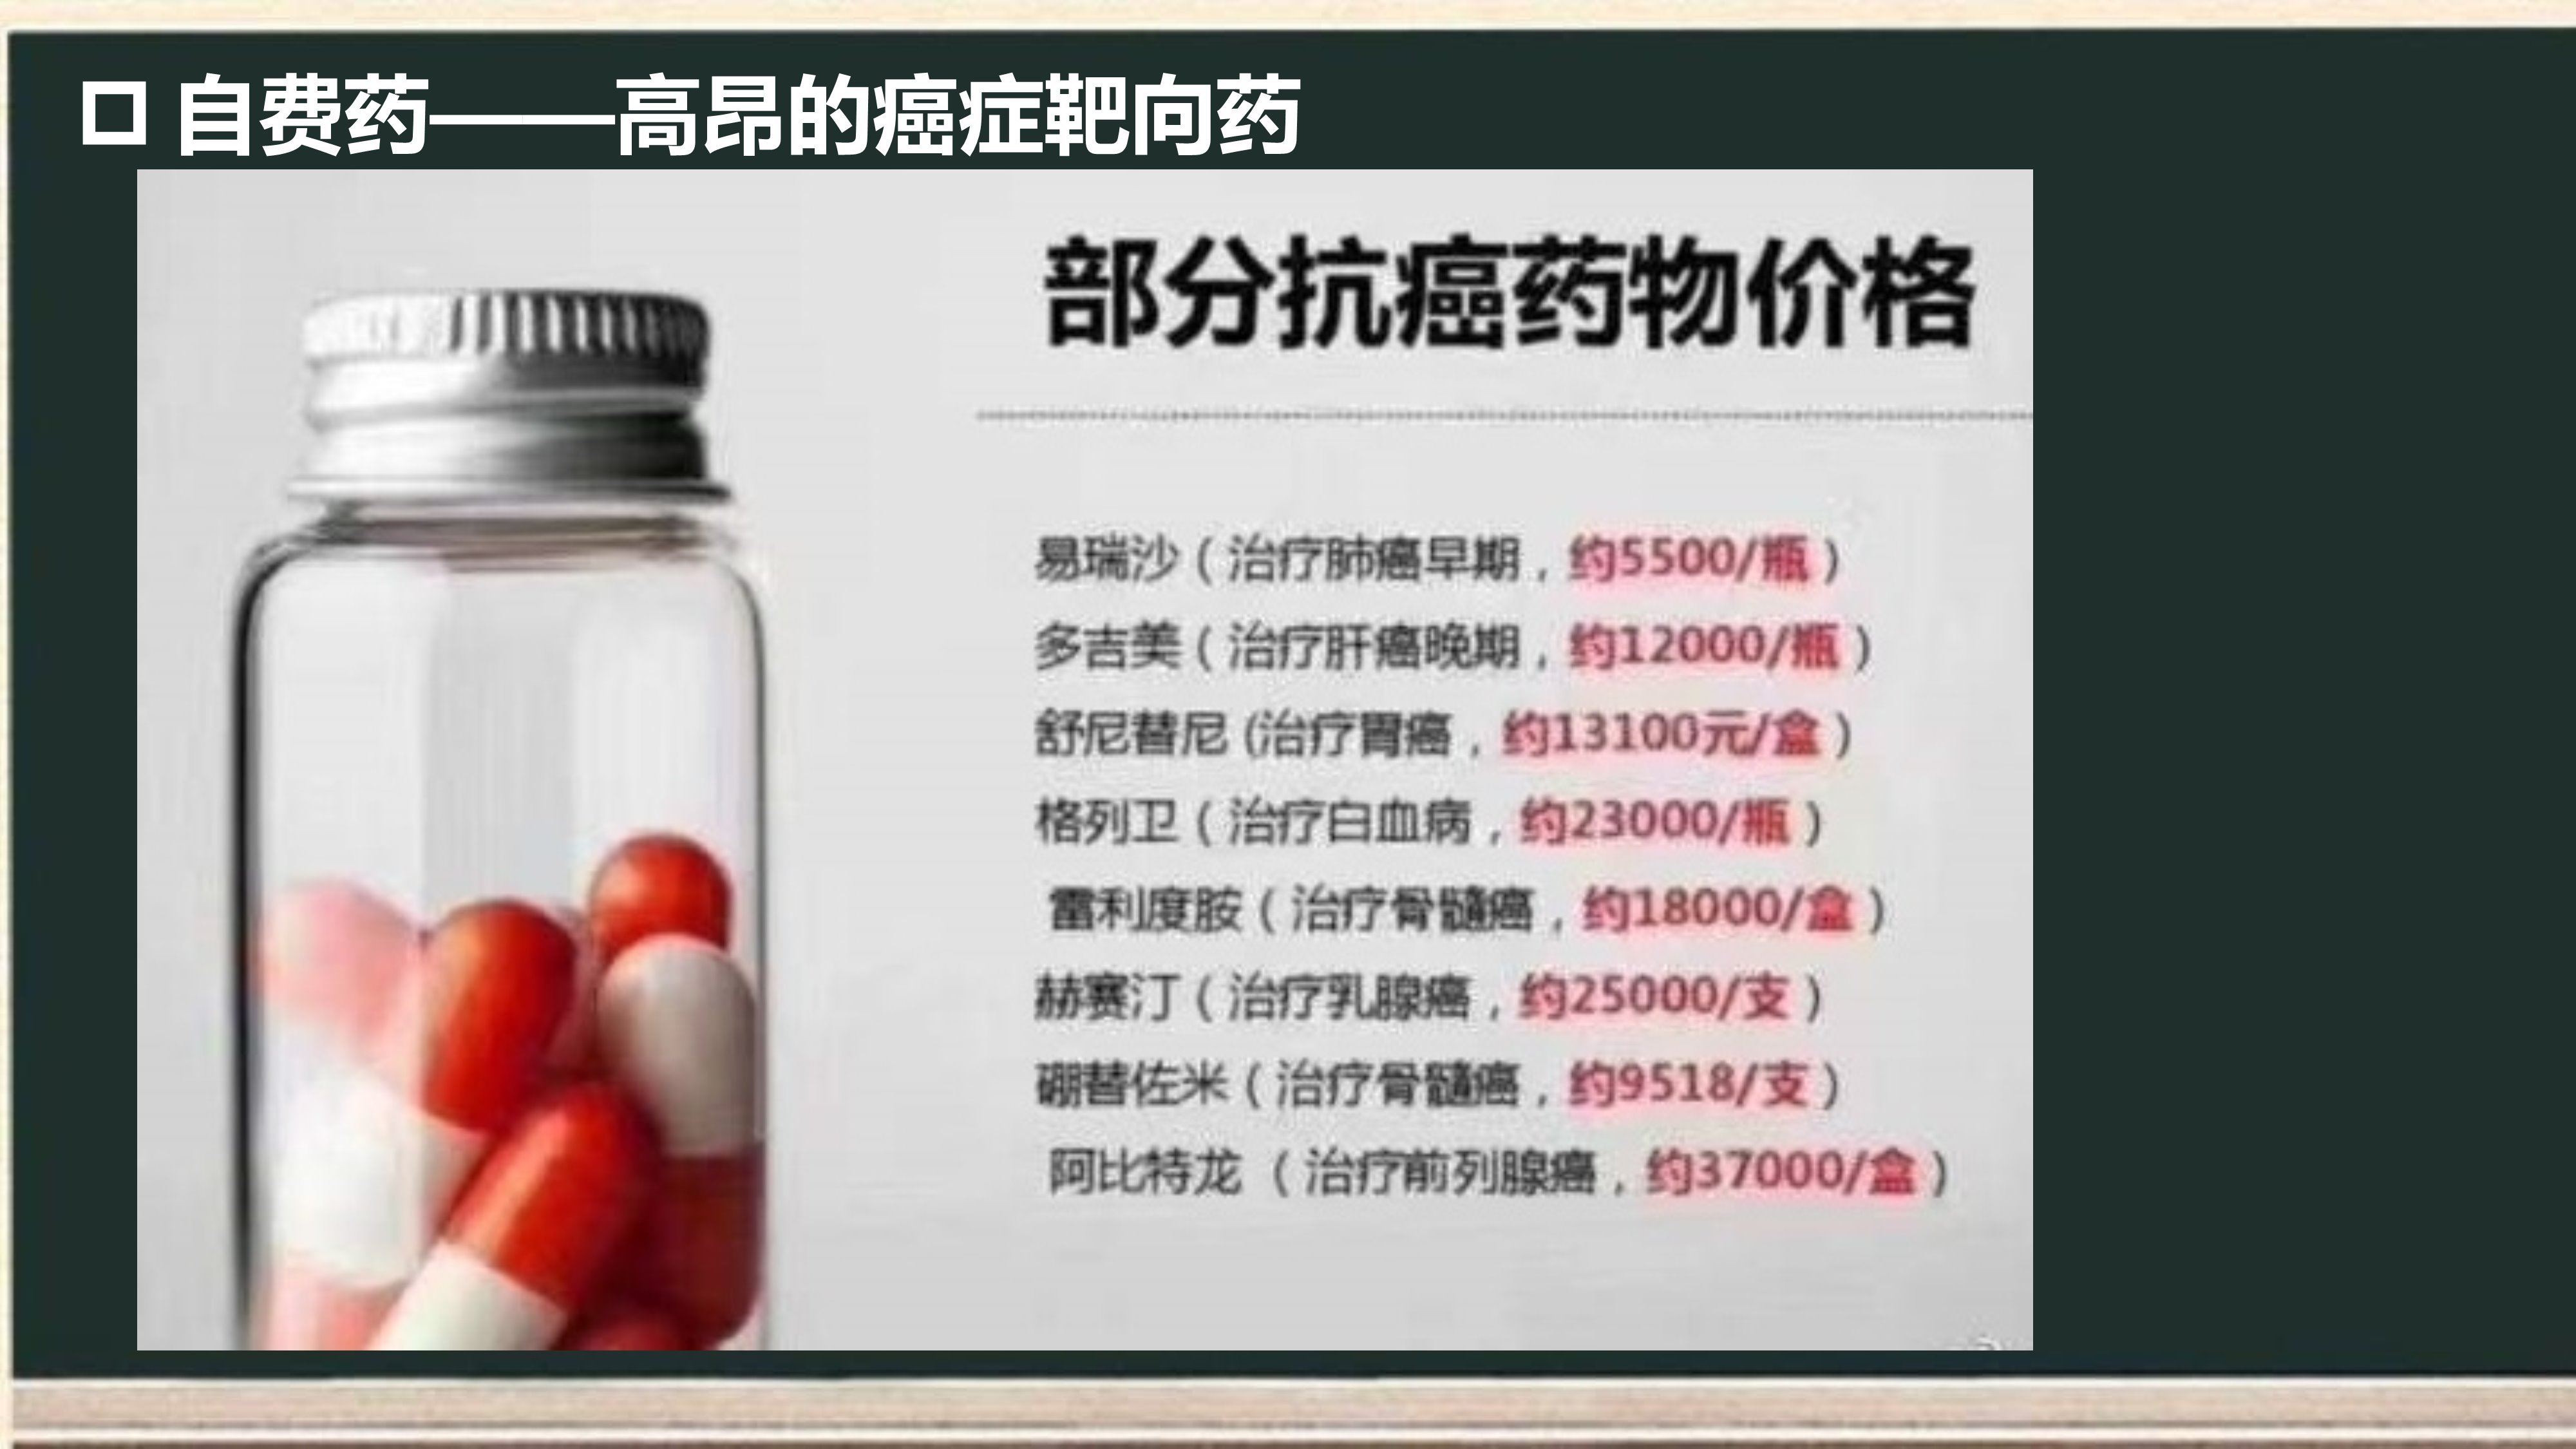 自费药——高昂的癌症靶向药
部分抗癌药物价格
易瑞沙（治疗肺癌早期，约5500/瓶）
多吉美（治疗肝癌晚期，约12000/瓶）
舒尼替尼 (治疗胃癌，约13100元/盒）
格列卫（治疗白血病，约23000/瓶）
雷利度胺（治疗骨髓癌，约18000/盒）
赫赛汀（治疗乳腺癌，约25000/支）
硼替佐米（治疗骨髓癌，约9518/支）
阿比特龙 （治疗前列腺癌，约37000/盒）